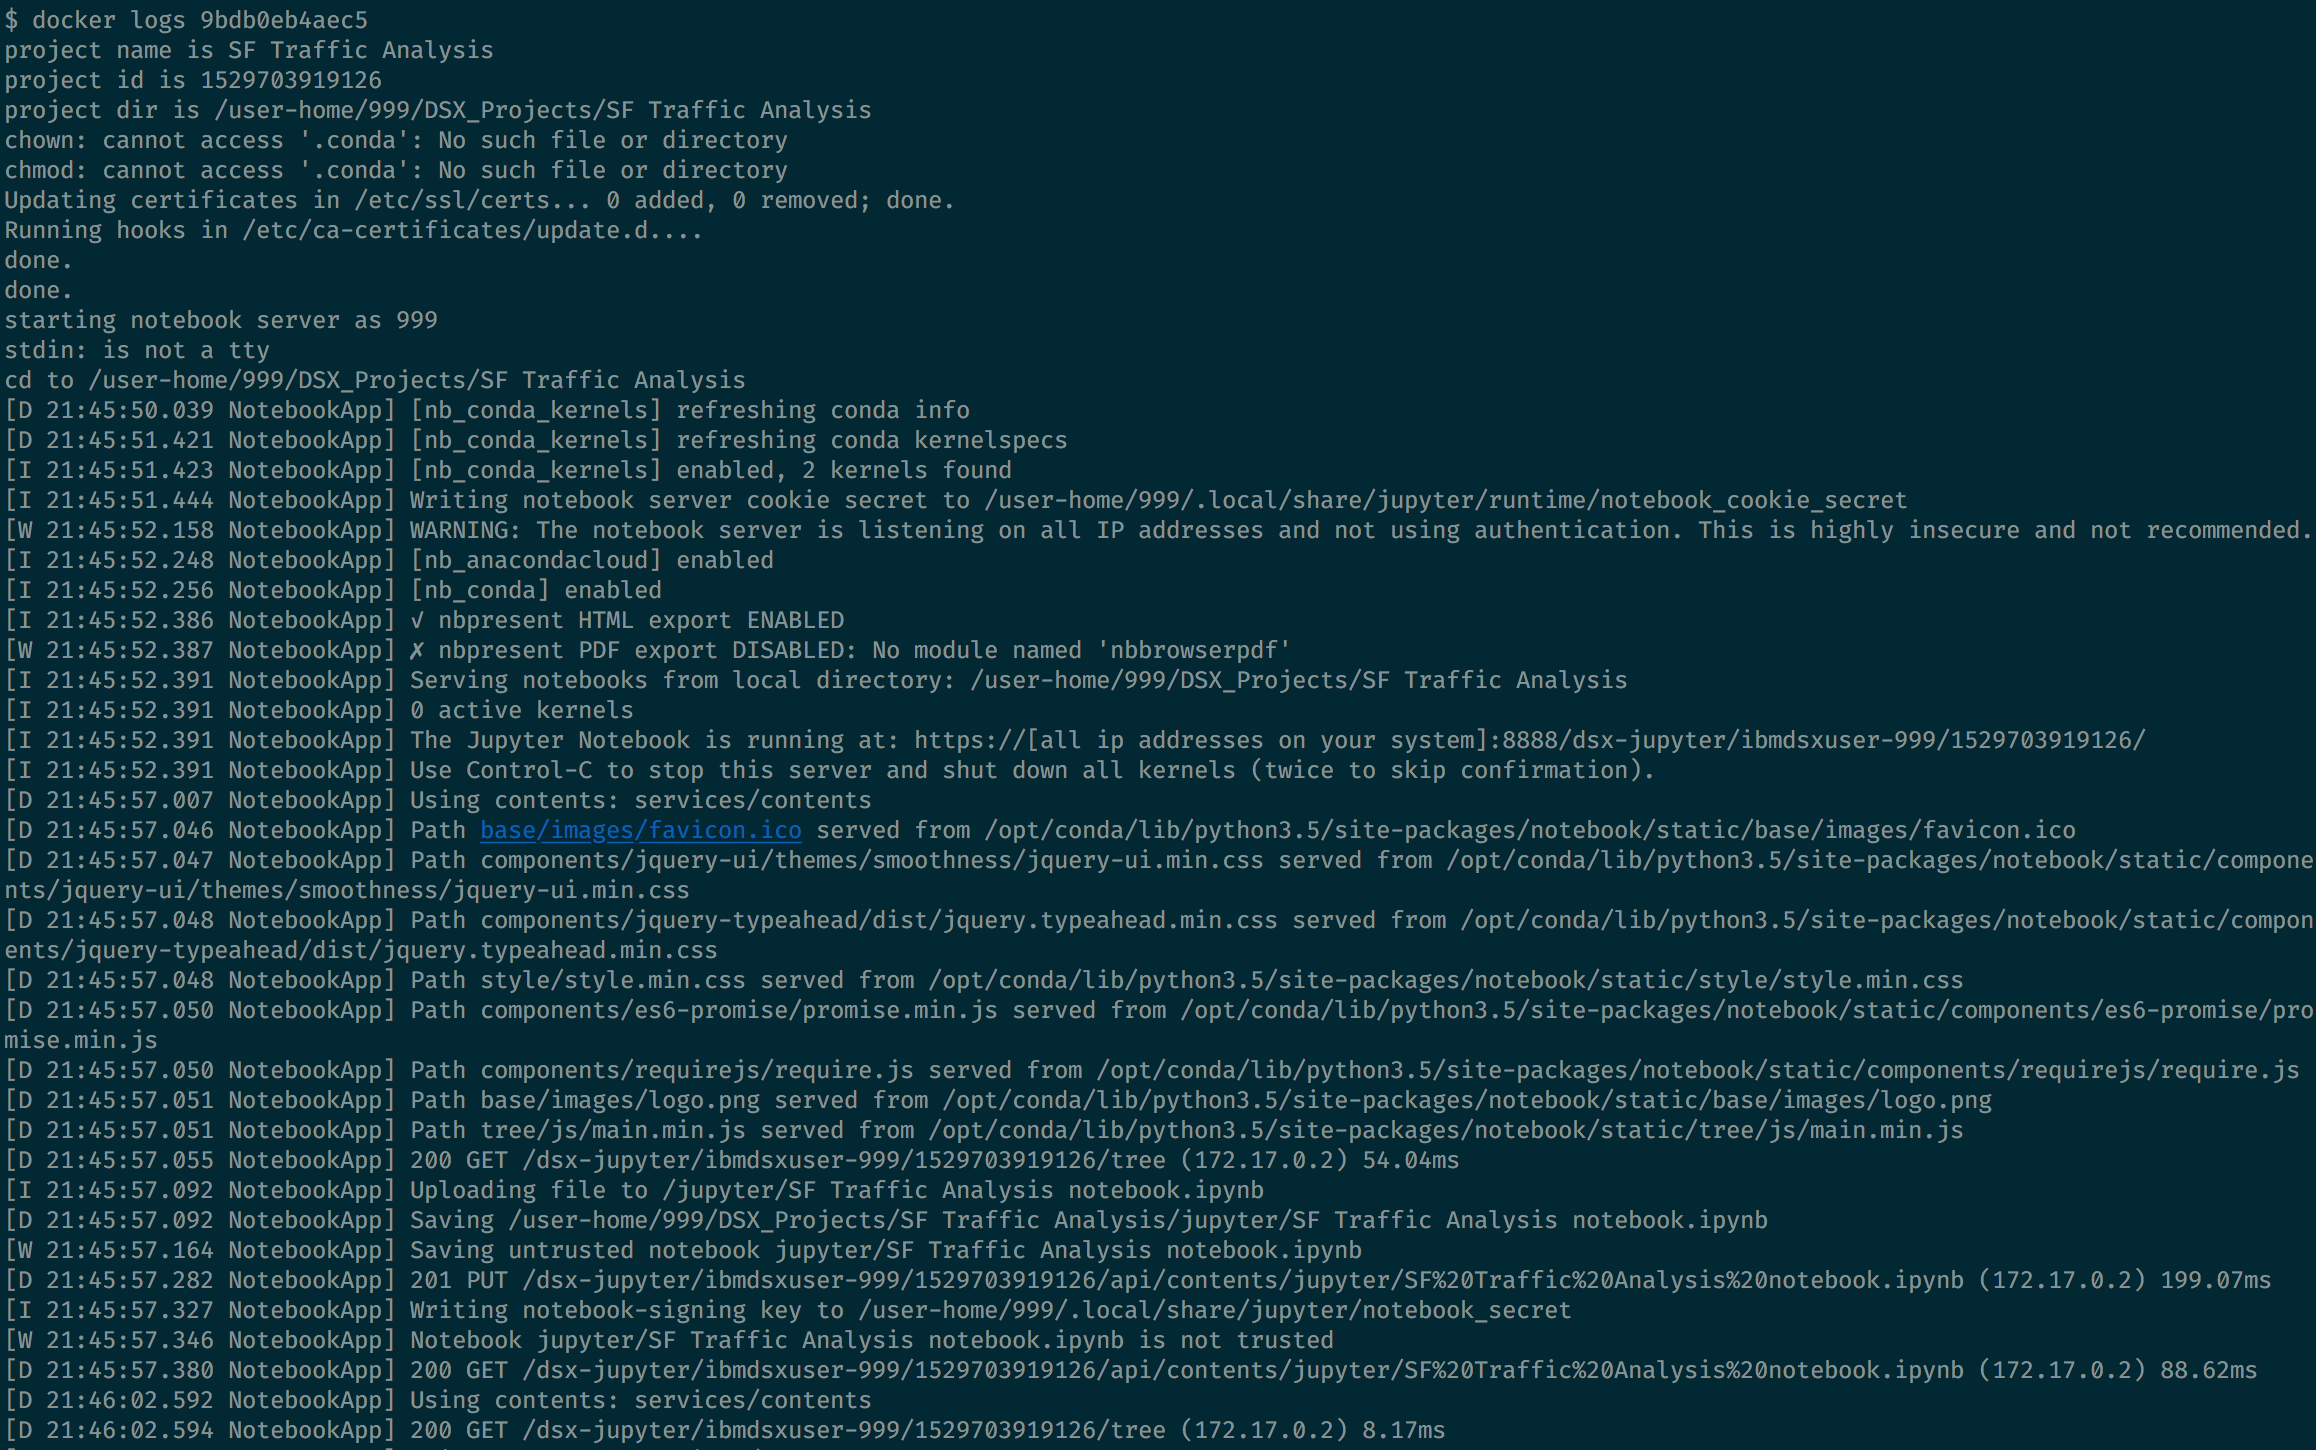 $ docker logs 9bdb0eb4aec5
project name is SF Traffic Analysis
project id is 1529703919126
project dir is /user-home/999/DSX_Projects/SF Traffic Analysis
chown: cannot access '.conda': No such file or directory
chmod: cannot access '.conda': No such file or directory
Updating certificates in /etc/ssl/certs... 0 added, 0 removed; done.
Running hooks in /etc/ca-certificates/update.d....
done.
done.
starting notebook server as 999
stdin: is not a tty
cd to /user-home/999/DSX_Projects/SF Traffic Analysis
[D 21:45:50.039 NotebookApp] [nb_conda_kernels] refreshing conda info
[D 21:45:51.421 NotebookApp] [nb_conda_kernels] refreshing conda kernelspecs
[I 21:45:51.423 NotebookApp] [nb_conda_kernels] enabled, 2 kernels found
[I 21:45:51.444 NotebookApp] Writing notebook server cookie secret to /user-home/999/.local/share/jupyter/runtime/notebook_cookie_secret
[W 21:45:52.158 NotebookApp] WARNING: The notebook server is listening on all IP addresses and not using authentication. This is highly insecure and not recommended.
[I 21:45:52.248 NotebookApp] [nb_anacondacloud] enabled
[I 21:45:52.256 NotebookApp] [nb_conda] enabled
[I 21:45:52.386 NotebookApp] ✓ nbpresent HTML export ENABLED
[W 21:45:52.387 NotebookApp] ✗ nbpresent PDF export DISABLED: No module named 'nbbrowserpdf'
[I 21:45:52.391 NotebookApp] Serving notebooks from local directory: /user-home/999/DSX_Projects/SF Traffic Analysis
[I 21:45:52.391 NotebookApp] 0 active kernels
[I 21:45:52.391 NotebookApp] The Jupyter Notebook is running at: https://[all ip addresses on your system]:8888/dsx-jupyter/ibmdsxuser-999/1529703919126/
[I 21:45:52.391 NotebookApp] Use Control-C to stop this server and shut down all kernels (twice to skip confirmation).
[D 21:45:57.007 NotebookApp] Using contents: services/contents
[D 21:45:57.046 NotebookApp] Path base/images/favicon.ico served from /opt/conda/lib/python3.5/site-packages/notebook/static/base/images/favicon.ico
[D 21:45:57.047 NotebookApp] Path components/jquery-ui/themes/smoothness/jquery-ui.min.css served from /opt/conda/lib/python3.5/site-packages/notebook/static/compone
nts/jquery-ui/themes/smoothness/jquery-ui.min.css
[D 21:45:57.048 NotebookApp] Path components/jquery-typeahead/dist/jquery.typeahead.min.css served from /opt/conda/lib/python3.5/site-packages/notebook/static/compon
ents/jquery-typeahead/dist/jquery.typeahead.min.css
[D 21:45:57.048 NotebookApp] Path style/style.min.css served from /opt/conda/lib/python3.5/site-packages/notebook/static/style/style.min.css
[D 21:45:57.050 NotebookApp] Path components/es6-promise/promise.min.js served from /opt/conda/lib/python3.5/site-packages/notebook/static/components/es6-promise/pro
mise.min.js
[D 21:45:57.050 NotebookApp] Path components/requirejs/require.js served from /opt/conda/lib/python3.5/site-packages/notebook/static/components/requirejs/require.js
[D 21:45:57.051 NotebookApp] Path base/images/logo.png served from /opt/conda/lib/python3.5/site-packages/notebook/static/base/images/logo.png
[D 21:45:57.051 NotebookApp] Path tree/js/main.min.js served from /opt/conda/lib/python3.5/site-packages/notebook/static/tree/js/main.min.js
[D 21:45:57.055 NotebookApp] 200 GET /dsx-jupyter/ibmdsxuser-999/1529703919126/tree (172.17.0.2) 54.04ms
[I 21:45:57.092 NotebookApp] Uploading file to /jupyter/SF Traffic Analysis notebook.ipynb
[D 21:45:57.092 NotebookApp] Saving /user-home/999/DSX_Projects/SF Traffic Analysis/jupyter/SF Traffic Analysis notebook.ipynb
[W 21:45:57.164 NotebookApp] Saving untrusted notebook jupyter/SF Traffic Analysis notebook.ipynb
[D 21:45:57.282 NotebookApp] 201 PUT /dsx-jupyter/ibmdsxuser-999/1529703919126/api/contents/jupyter/SF%20Traffic%20Analysis%20notebook.ipynb (172.17.0.2) 199.07ms
[I 21:45:57.327 NotebookApp] Writing notebook-signing key to /user-home/999/.local/share/jupyter/notebook_secret
[W 21:45:57.346 NotebookApp] Notebook jupyter/SF Traffic Analysis notebook.ipynb is not trusted
[D 21:45:57.380 NotebookApp] 200 GET /dsx-jupyter/ibmdsxuser-999/1529703919126/api/contents/jupyter/SF%20Traffic%20Analysis%20notebook.ipynb (172.17.0.2) 88.62ms
[D 21:46:02.592 NotebookApp] Using contents: services/contents
[D 21:46:02.594 NotebookApp] 200 GET /dsx-jupyter/ibmdsxuser-999/1529703919126/tree (172.17.0.2) 8.17ms